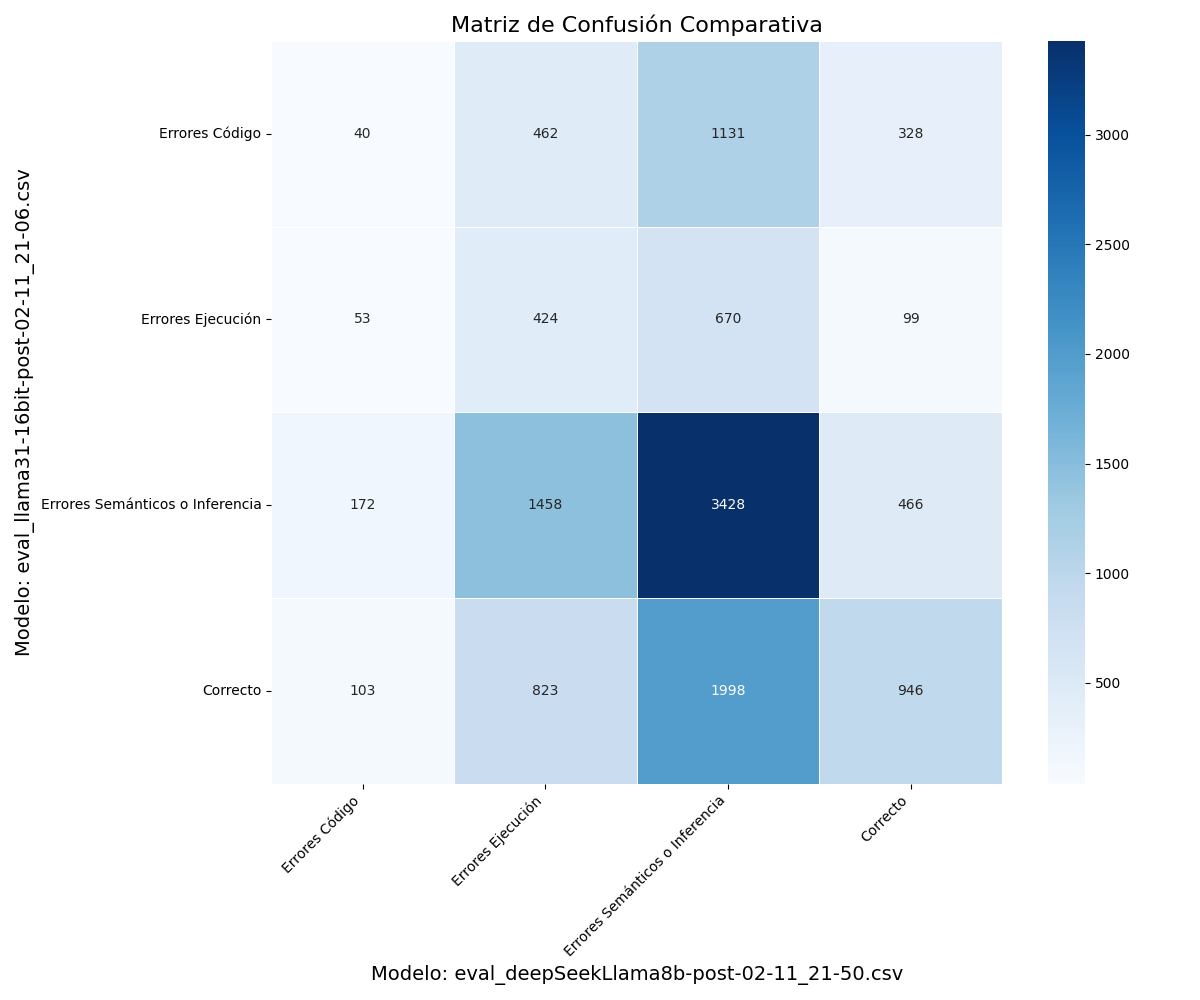 Matriz de Confusión Comparativa
Modelo: eval_llama31-16bit-post-02-11_21-06.csv
Errores Código
40
462
1131
328
Errores Ejecución
53
424
670
99
Errores Semánticos o Inferencia
172
1458
3428
466
Correcto
103
823
1998
946
3000
2500
2000
1500
1000
500
Errores Código
Errores Ejecución
Errores Semánticos o Inferencia
Correcto
Modelo: eval_deepSeekLlama8b-post-02-11_21-50.csv